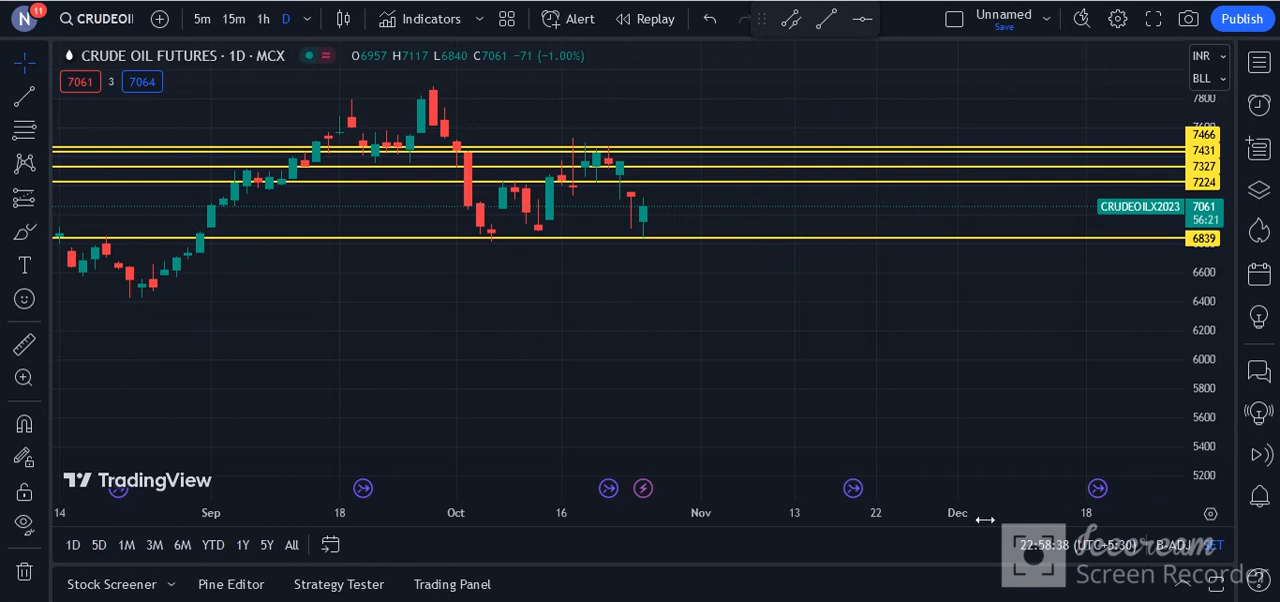 N 11 CRUDEOI 5m 15m 1h D Indicators Alert Replay Unnamed Save Publish
CRUDE OIL FUTURES · 1D · MCX O6957 H7117 L6840 C7061 −71 (−1.00%) INR
7061 3 7064 BLL
7800
7466
7431
7327
7224
CRUDEOILX2023 7061
56:21
6839
6600
6400
6200
6000
5800
5600
5400
5200
TradingView
14 Sep 18 Oct 16 Nov 13 22 Dec 18
1D 5D 1M 3M 6M YTD 1Y 5Y All 22:58:38 (UTC+5:30) B-ADJ SET
Stock Screener Pine Editor Strategy Tester Trading Panel
Screen Recorder